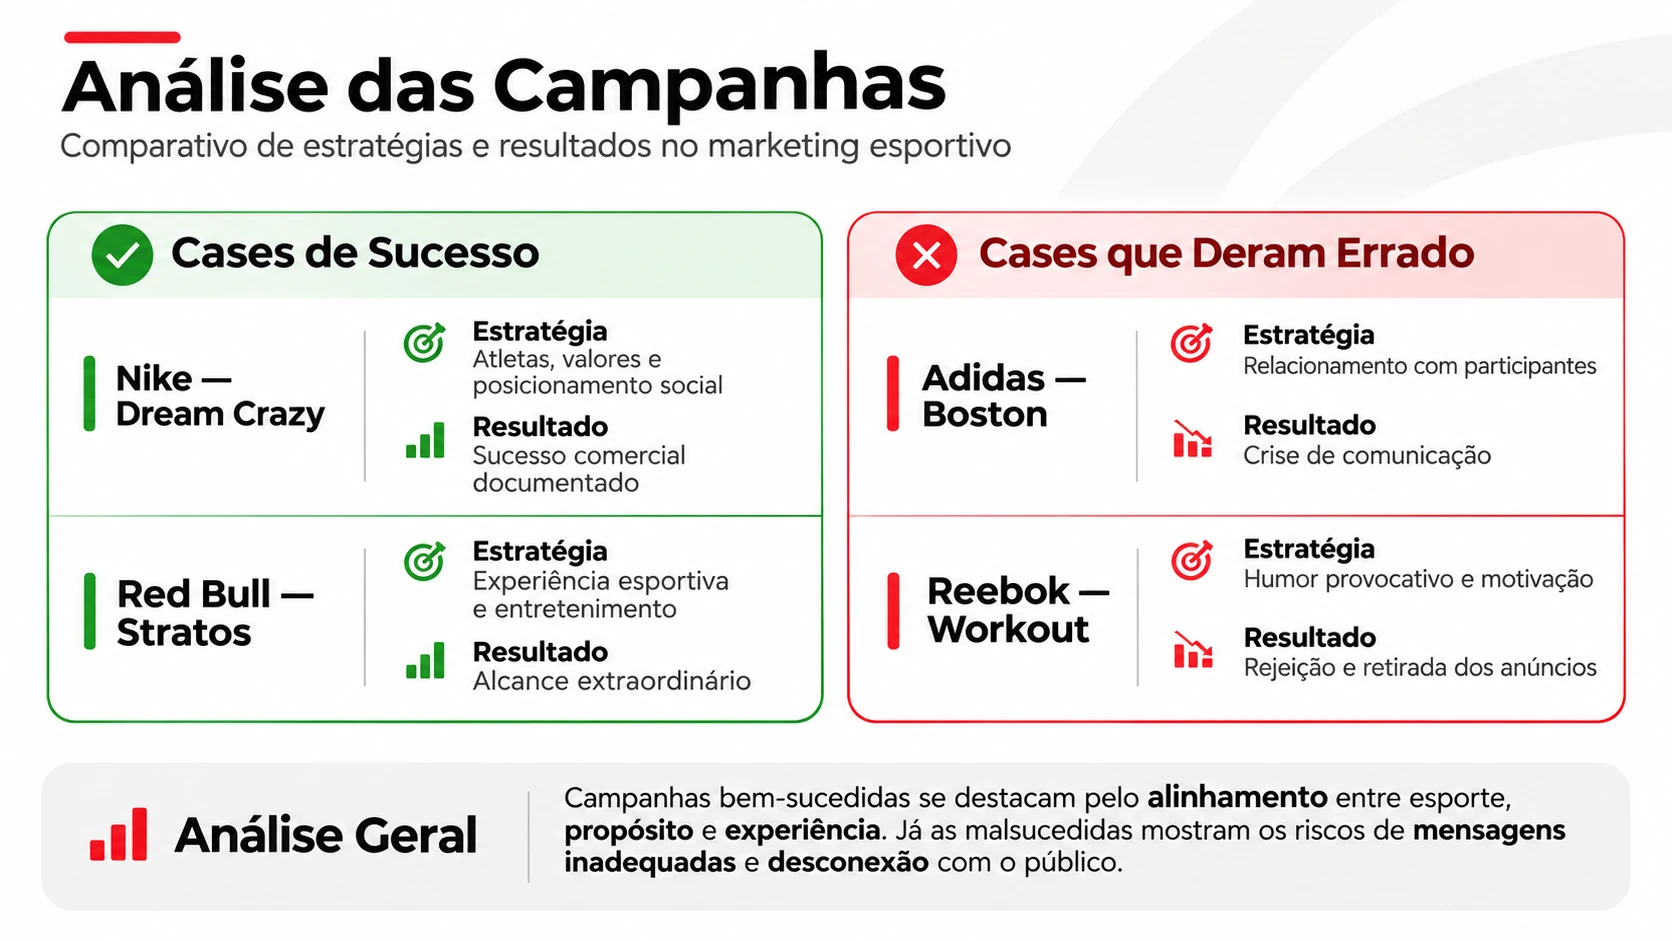 Análise das Campanhas
Comparativo de estratégias e resultados no marketing esportivo
Cases de Sucesso
Nike —
Dream Crazy
Estratégia
Atletas, valores e
posicionamento social
Resultado
Sucesso comercial
documentado
Red Bull —
Stratos
Estratégia
Experiência esportiva
e entretenimento
Resultado
Alcance extraordinário
Cases que Deram Errado
Adidas —
Boston
Estratégia
Relacionamento com participantes
Resultado
Crise de comunicação
Reebok —
Workout
Estratégia
Humor provocativo e motivação
Resultado
Rejeição e retirada dos anúncios
Análise Geral
Campanhas bem-sucedidas se destacam pelo alinhamento entre esporte,
propósito e experiência. Já as malsucedidas mostram os riscos de mensagens
inadequadas e desconexão com o público.